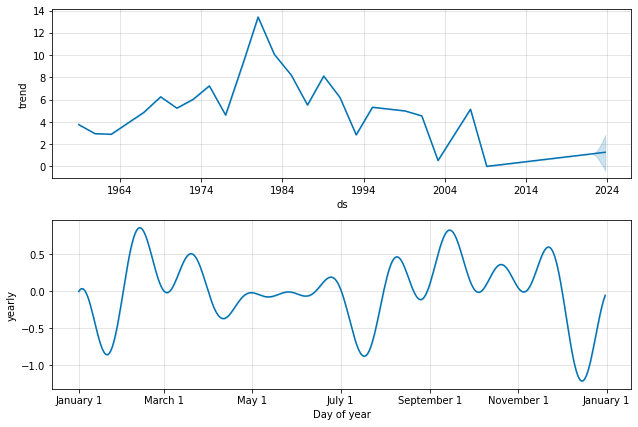 14
12
10
8
6
4
2
0
trend
1964 1974 1984 1994 2004 2014 2024
ds
0.5
0.0
−0.5
−1.0
yearly
January 1 March 1 May 1 July 1 September 1 November 1 January 1
Day of year